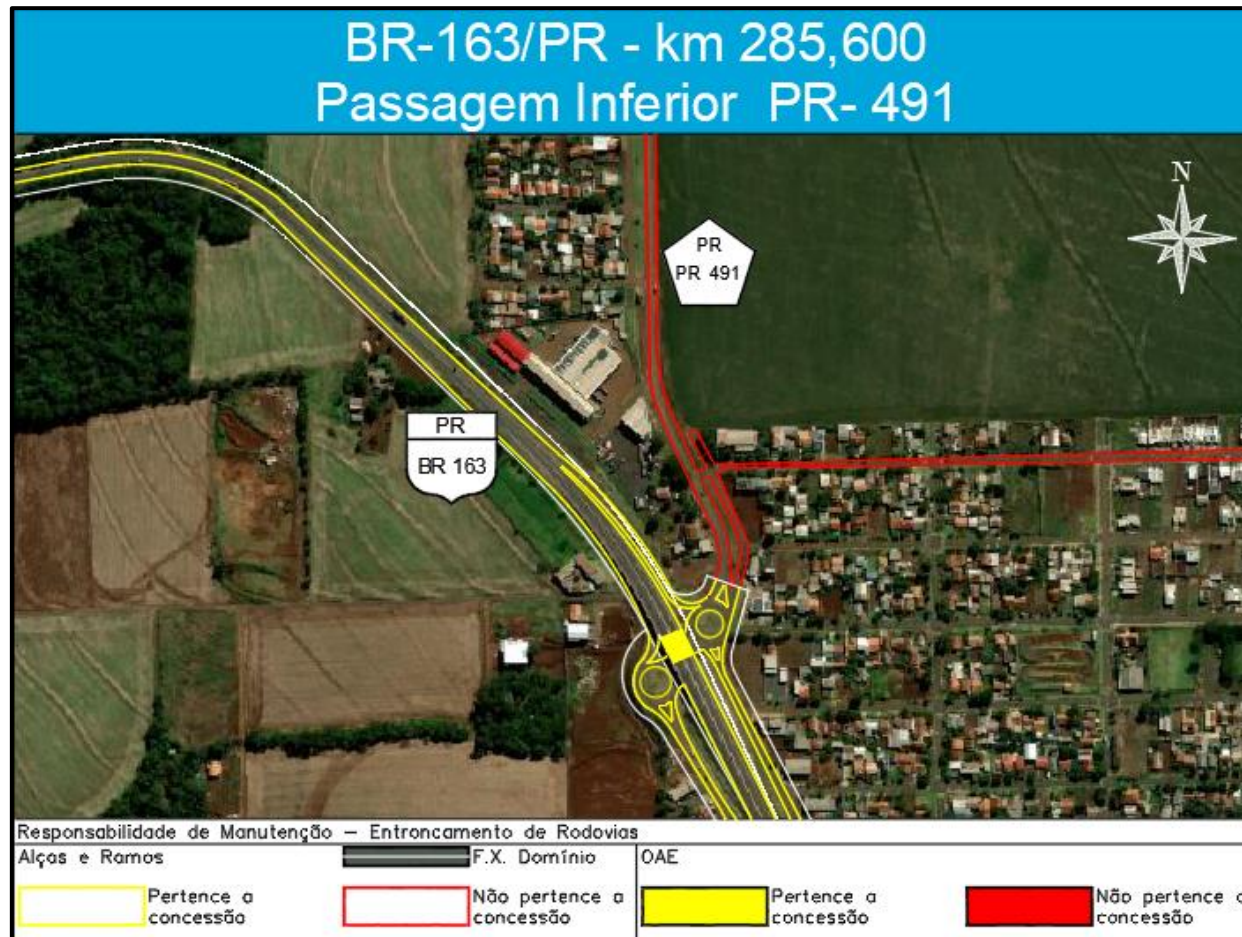 BR-163/PR - km 285,600
Passagem Inferior PR- 491
N
PR
PR 491
PR
BR 163
Responsabilidade de Manutenção – Entroncamento de Rodovias
Alças e Ramos
F.X. Domínio
OAE
Pertence a
concessão
Não pertence a
concessão
Pertence a
concessão
Não pertence a
concessão